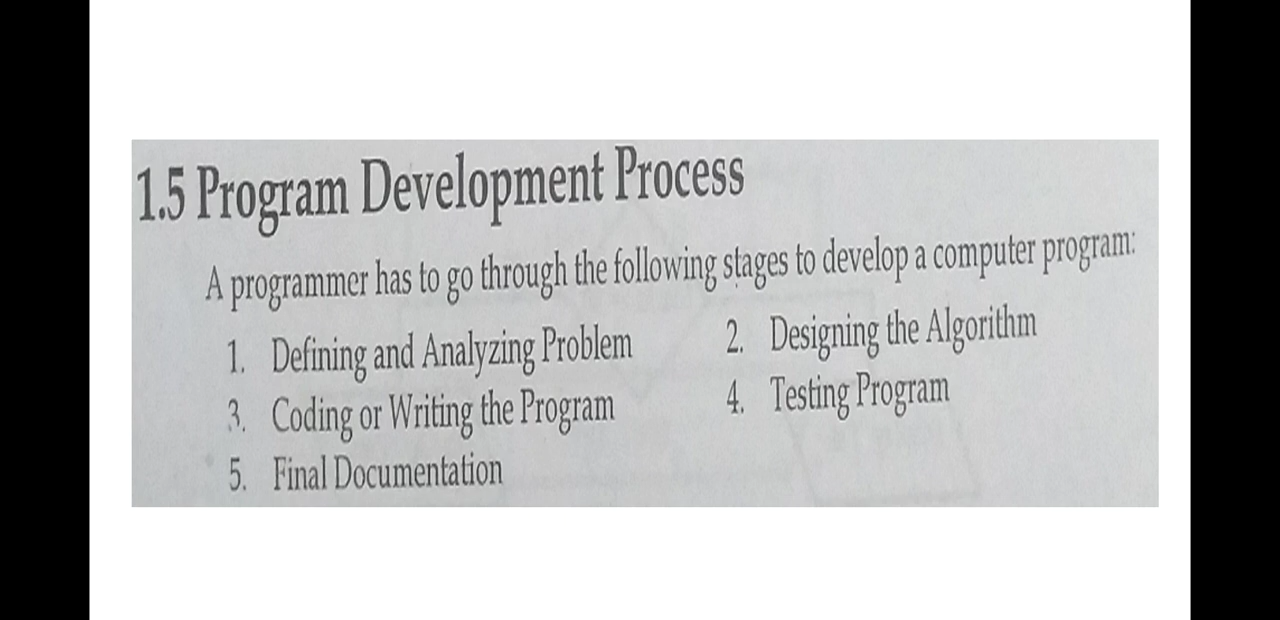 1.5 Program Development Process
A programmer has to go through the following stages to develop a computer program:
1. Defining and Analyzing Problem 2. Designing the Algorithm
3. Coding or Writing the Program 4. Testing Program
5. Final Documentation